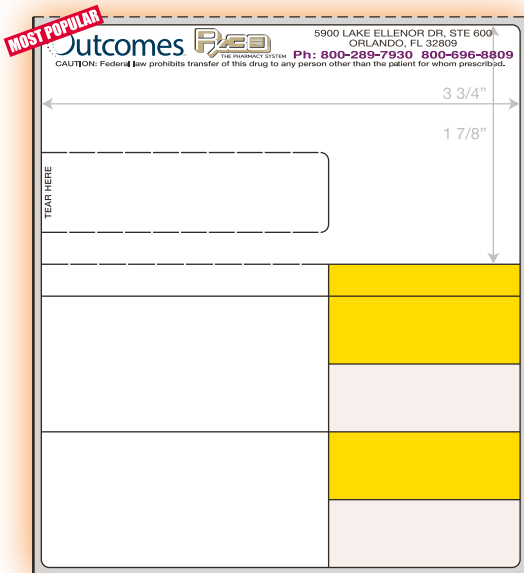 MOST POPULAR
Outcomes
THE PHARMACY SYSTEM
5900 LAKE ELLENOR DR, STE 600
ORLANDO, FL 32809
Ph: 800-289-7930 800-696-8809
CAUTION: Federal law prohibits transfer of this drug to any person other than the patient for whom prescribed.
3 3/4”
1 7/8”
TEAR HERE